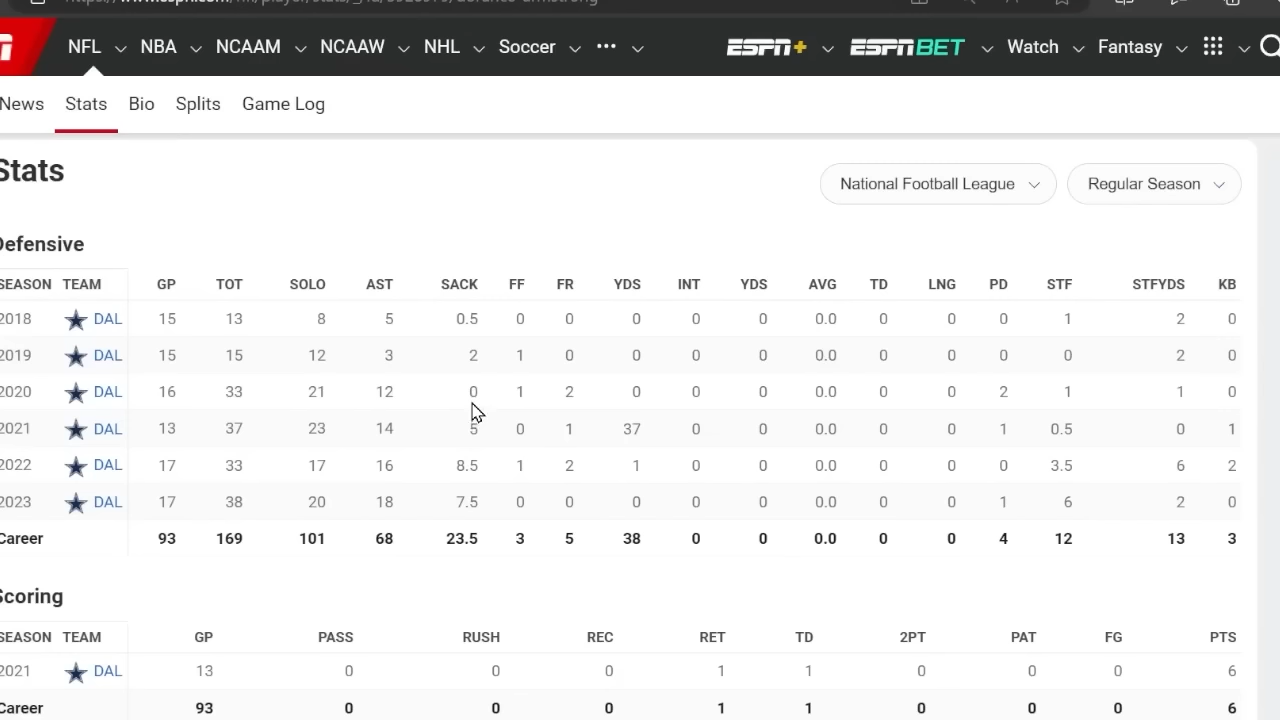 NFL NBA NCAAM NCAAW NHL Soccer ••• ESPN+ ESPN BET Watch Fantasy
News Stats Bio Splits Game Log
Stats
National Football League Regular Season
Defensive
SEASON TEAM GP TOT SOLO AST SACK FF FR YDS INT YDS AVG TD LNG PD STF STFYDS KB
2018 DAL 15 13 8 5 0.5 0 0 0 0 0 0.0 0 0 0 1 2 0
2019 DAL 15 15 12 3 2 1 0 0 0 0 0.0 0 0 0 0 2 0
2020 DAL 16 33 21 12 0 1 2 0 0 0 0.0 0 0 2 1 1 0
2021 DAL 13 37 23 14 5 0 1 37 0 0 0.0 0 0 1 0.5 0 1
2022 DAL 17 33 17 16 8.5 1 2 1 0 0 0.0 0 0 0 3.5 6 2
2023 DAL 17 38 20 18 7.5 0 0 0 0 0 0.0 0 0 1 6 2 0
Career 93 169 101 68 23.5 3 5 38 0 0 0.0 0 0 4 12 13 3
Scoring
SEASON TEAM GP PASS RUSH REC RET TD 2PT PAT FG PTS
2021 DAL 13 0 0 0 1 1 0 0 0 6
Career 93 0 0 0 1 1 0 0 0 6